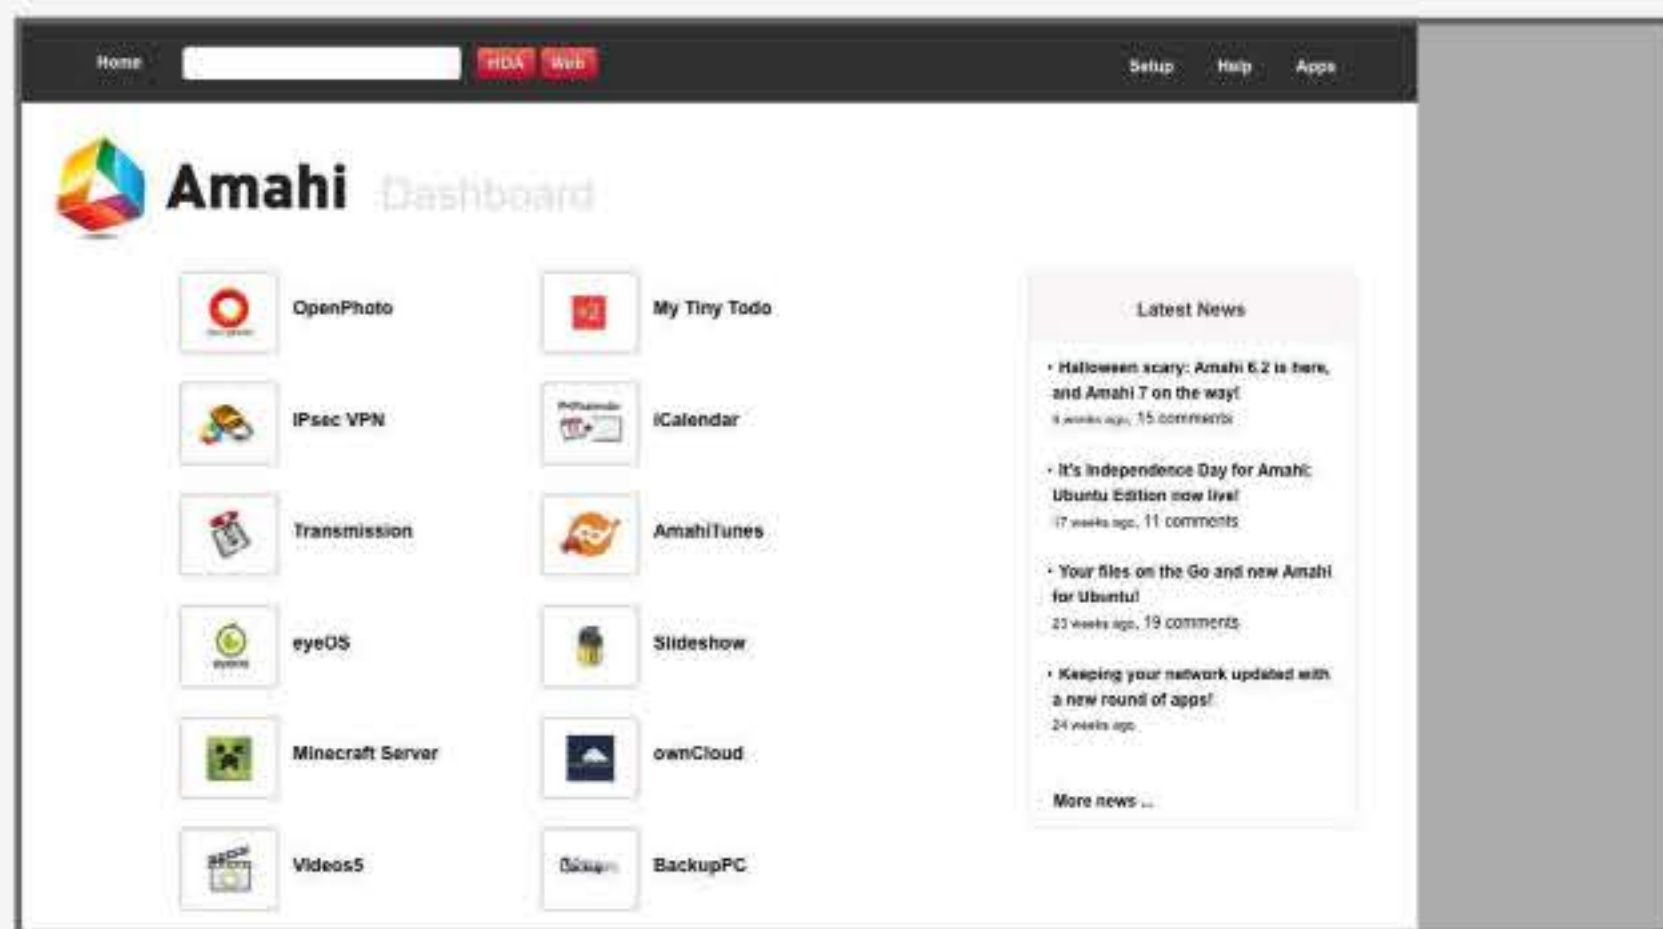 Home HDA Web Setup Help Apps
Amahi Dashboard
OpenPhoto
My Tiny Todo
IPsec VPN
iCalendar
Transmission
AmahiTunes
eyeOS
Slideshow
Minecraft Server
ownCloud
Videos5
BackupPC
Latest News
• Halloween scary: Amahi 6.2 is here,
and Amahi 7 on the way!
weeks ago, 15 comments
• It's Independence Day for Amahi:
Ubuntu Edition now live!
17 weeks ago, 11 comments
• Your files on the Go and new Amahi
for Ubuntu!
23 weeks ago, 19 comments
• Keeping your network updated with
a new round of apps!
24 weeks ago
More news ...